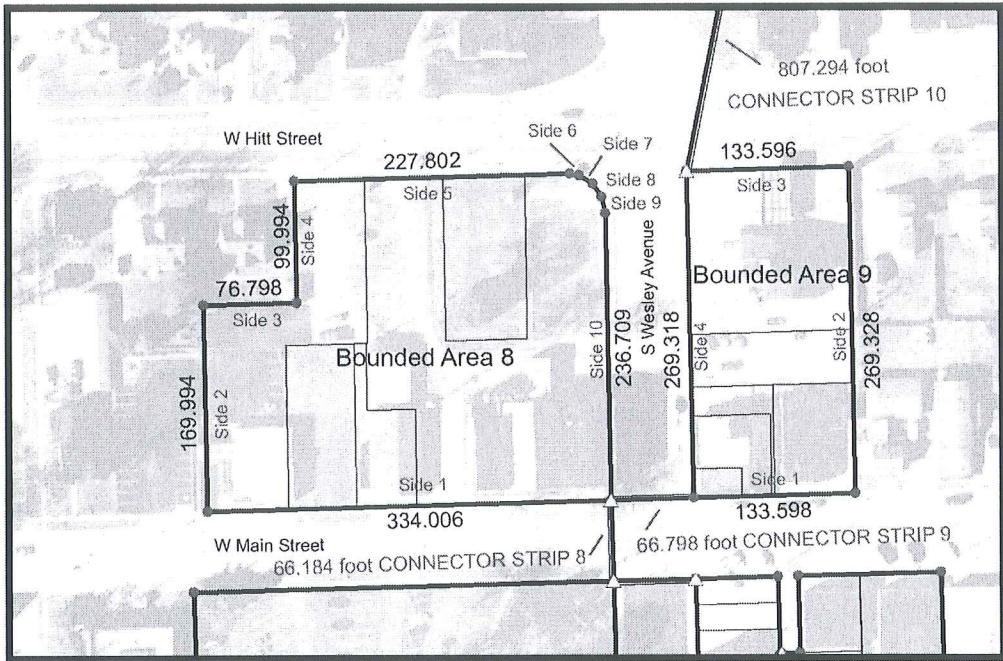 807.294 foot
CONNECTOR STRIP 10
Side 6
Side 7
W Hitt Street
227.802
Side 5
Side 8
Side 9
133.596
Side 3
99.994
Side 4
76.798
Side 3
S Wesley Avenue
Bounded Area 9
Bounded Area 8
169.994
Side 2
Side 10
236.709
269.318
Side 4
Side 2
269.328
Side 1
334.006
Side 1
133.598
W Main Street
66.184 foot CONNECTOR STRIP 8
66.798 foot CONNECTOR STRIP 9